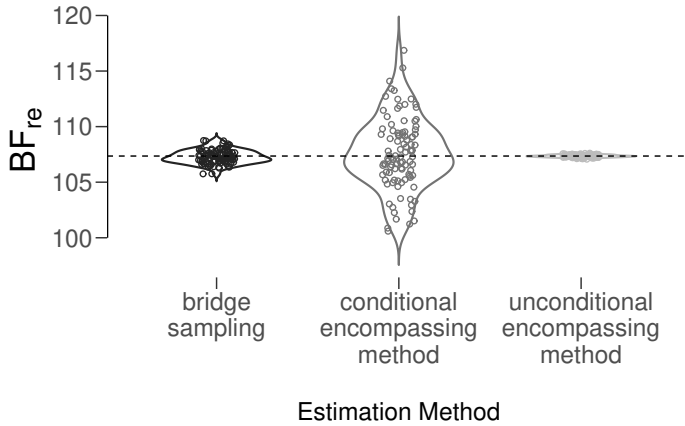 120
115
110
105
100
BFre
bridge
sampling
conditional
encompassing
method
unconditional
encompassing
method
Estimation Method